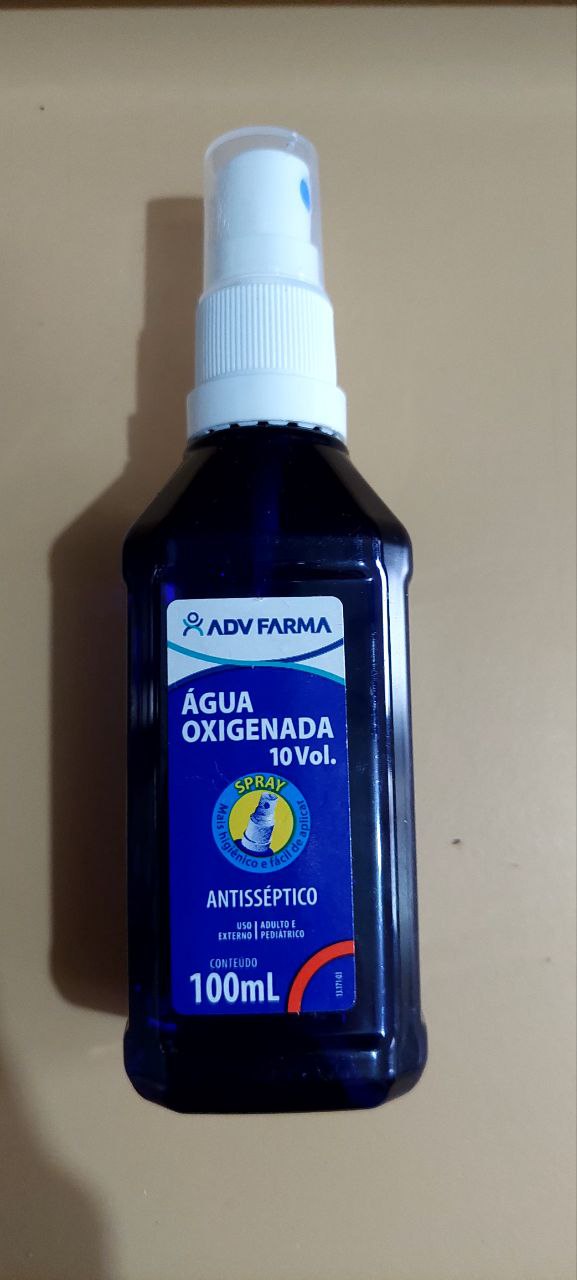 ADV FARMA
ÁGUA
OXIGENADA
10 Vol.
SPRAY
Mais higiênico e fácil de aplicar
ANTISSÉPTICO
USO
EXTERNO
ADULTO E
PEDIÁTRICO
CONTEÚDO
100mL